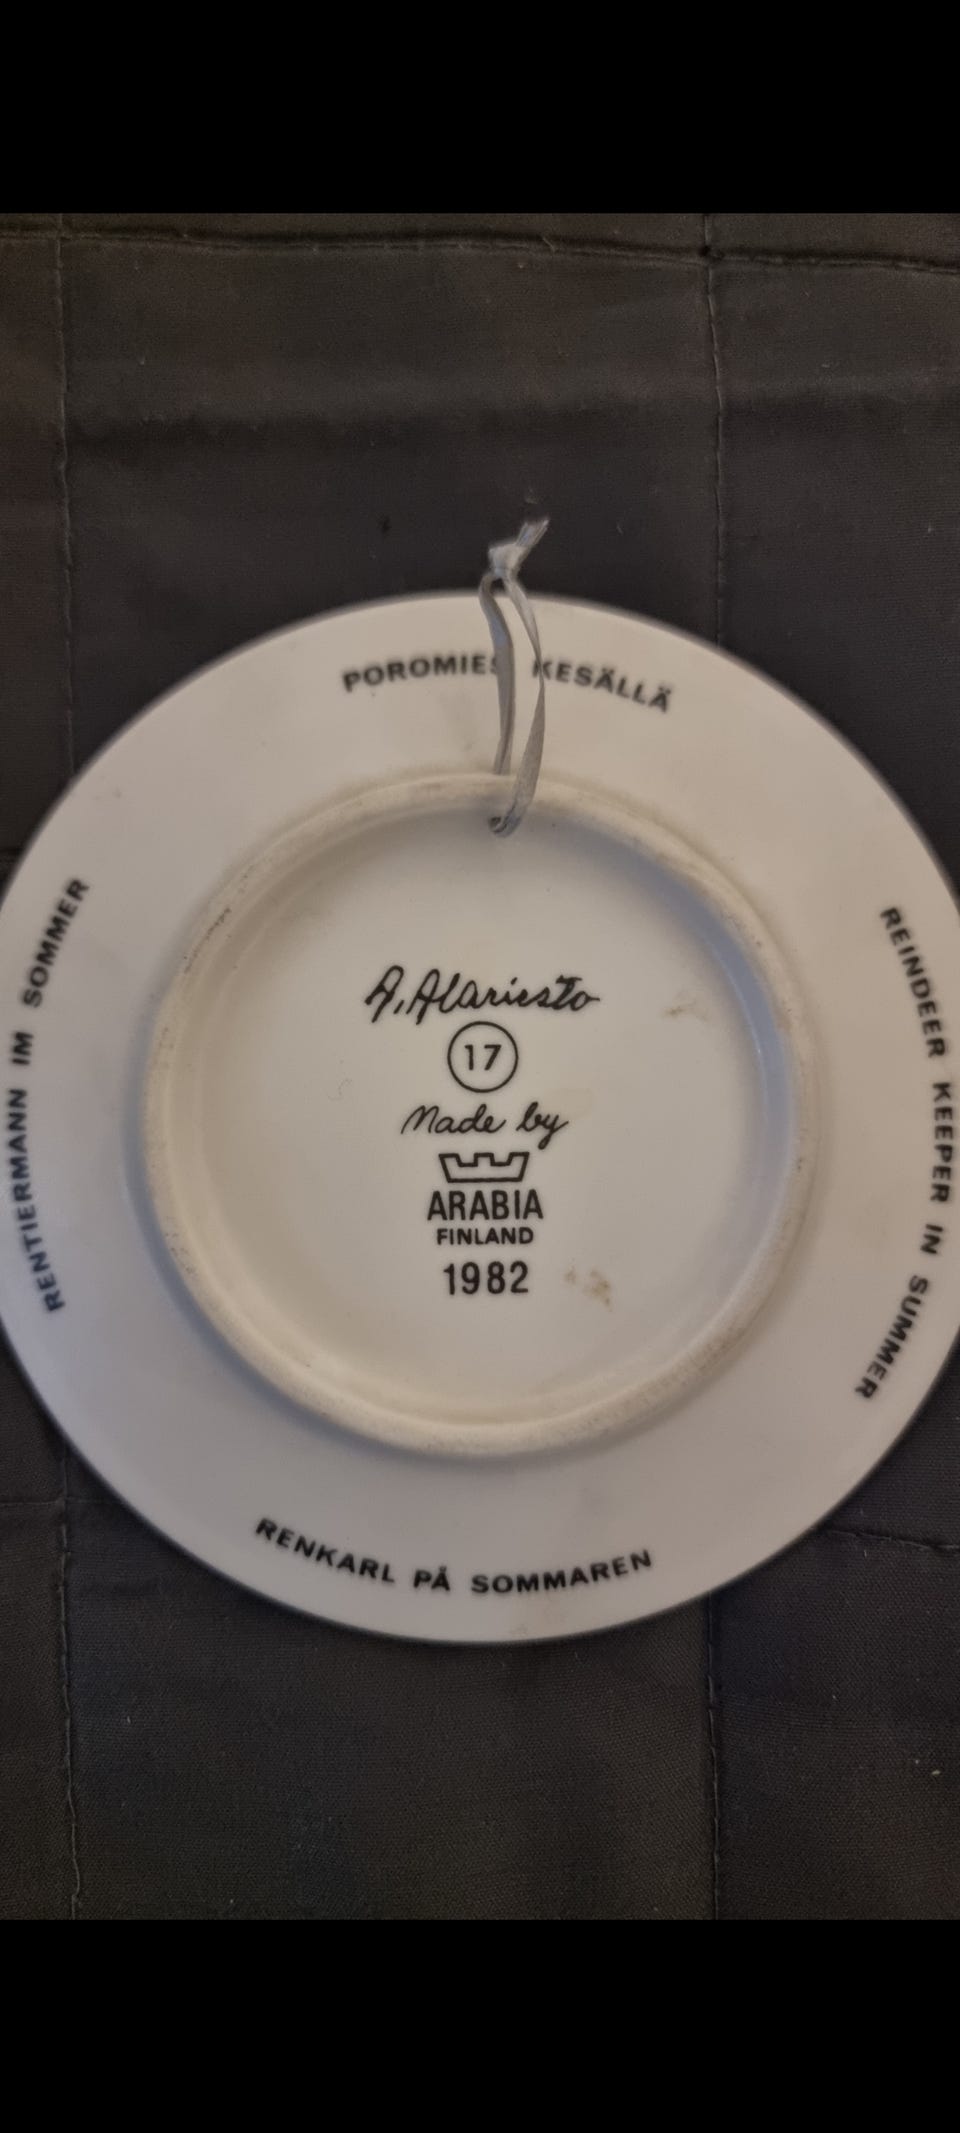 POROMIES KESÄLLÄ
REINDEER KEEPER IN SUMMER
RENKARL PÅ SOMMAREN
RENTIERMANN IM SOMMER
A. Alariesto
17
Made by
ARABIA
FINLAND
1982